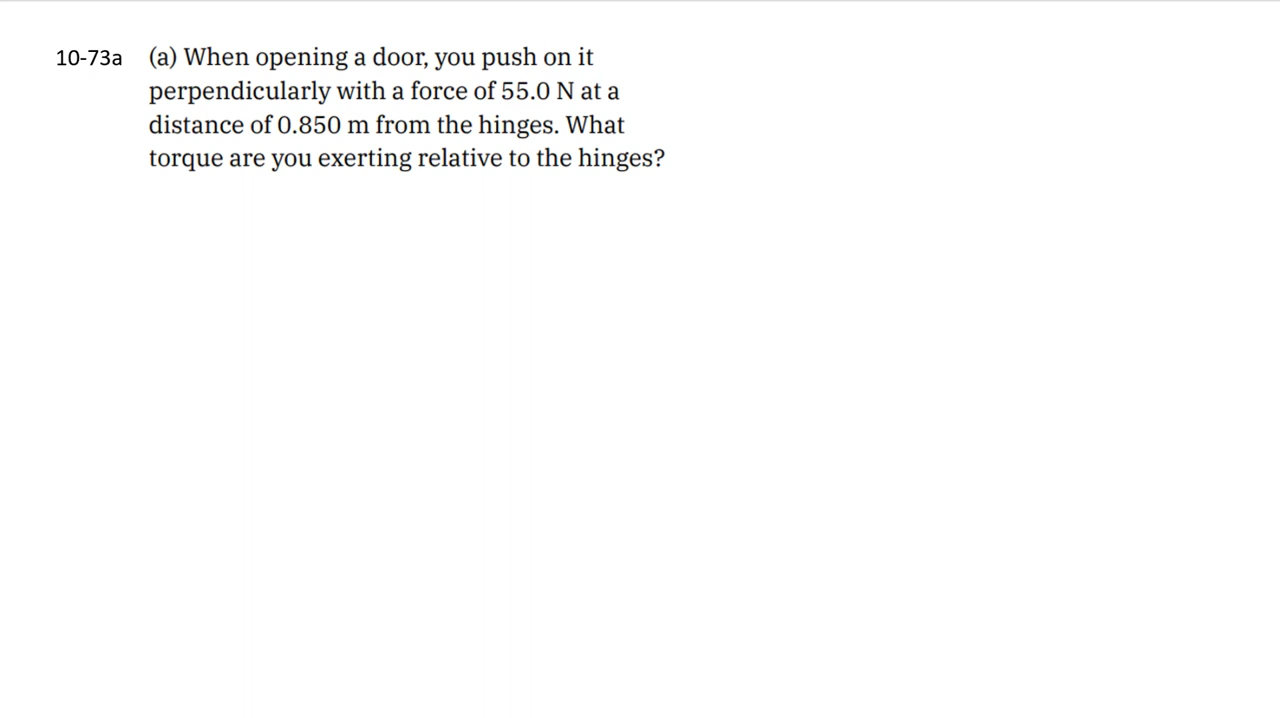 10-73a (a) When opening a door, you push on it
perpendicularly with a force of 55.0 N at a
distance of 0.850 m from the hinges. What
torque are you exerting relative to the hinges?